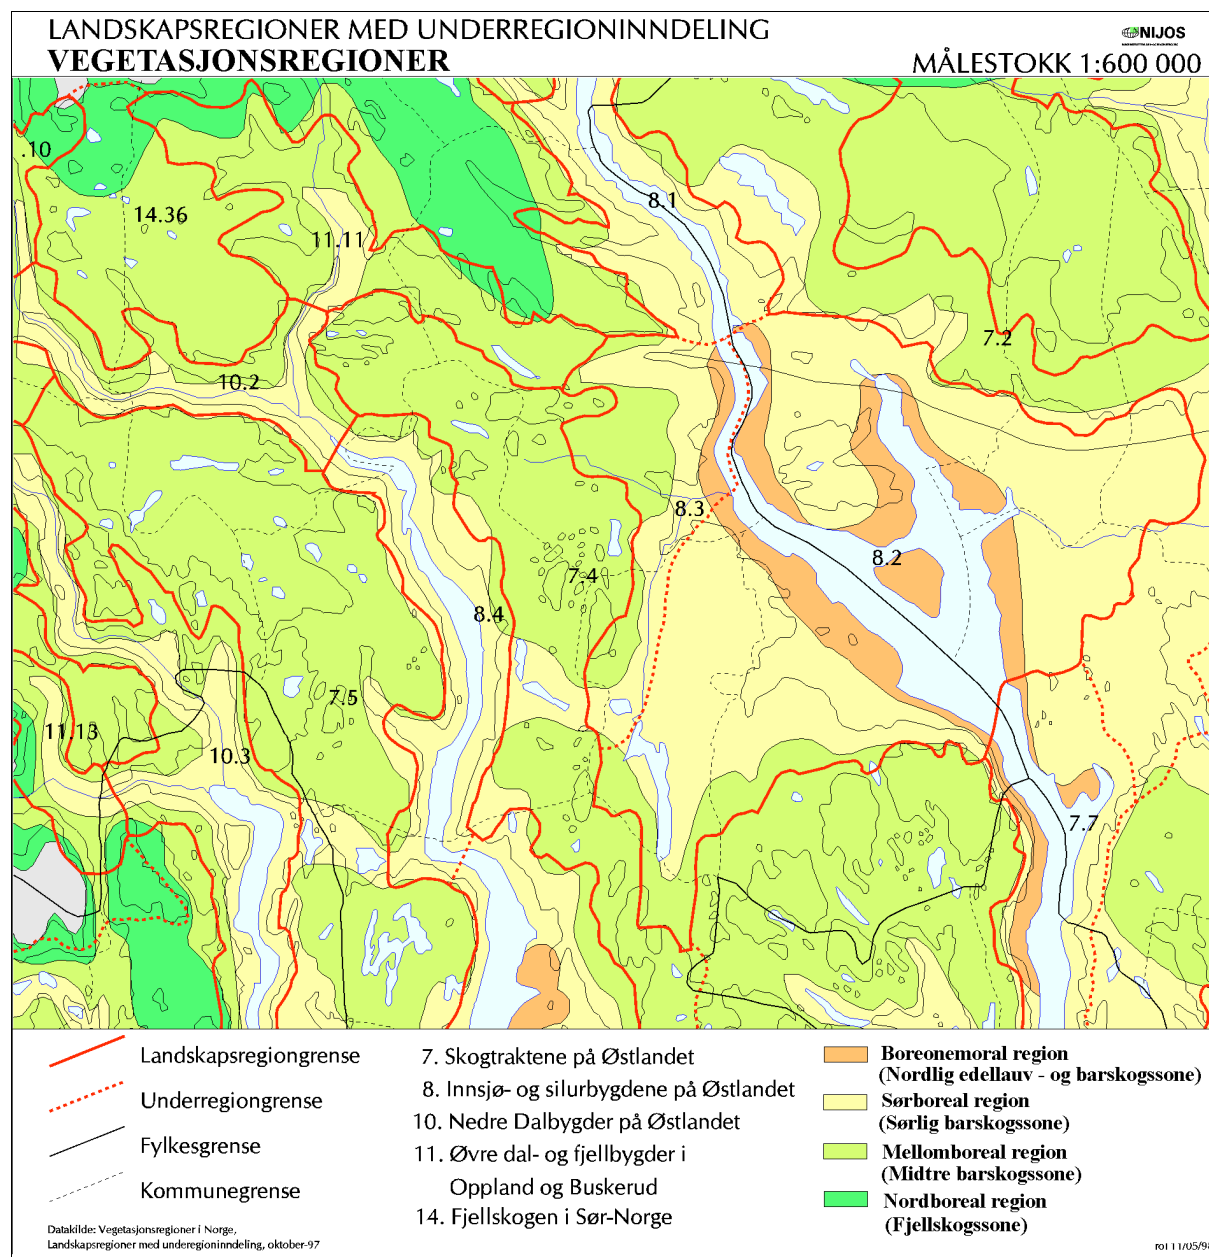 LANDSKAPSREGIONER MED UNDERREGIONINNDELING
VEGETASJONSREGIONER
NIJOS
MÅLESTOKK 1:600 000
.10
14.36
11.11
8.1
7.2
10.2
8.3
8.2
7.4
8.4
7.5
11.13
10.3
7.7
Landskapsregiongrense
Underregiongrense
Fylkesgrense
Kommunegrense
7. Skogtraktene på Østlandet
8. Innsjø- og silurbygdene på Østlandet
10. Nedre Dalbygder på Østlandet
11. Øvre dal- og fjellbygder i
Oppland og Buskerud
14. Fjellskogen i Sør-Norge
Boreonemoral region
(Nordlig edellauv - og barskogssone)
Sørboreal region
(Sørlig barskogssone)
Mellomboreal region
(Midtre barskogssone)
Nordboreal region
(Fjellskogssone)
Datakilde: Vegetasjonsregioner i Norge,
Landskapsregioner med underegioninndeling, oktober-97